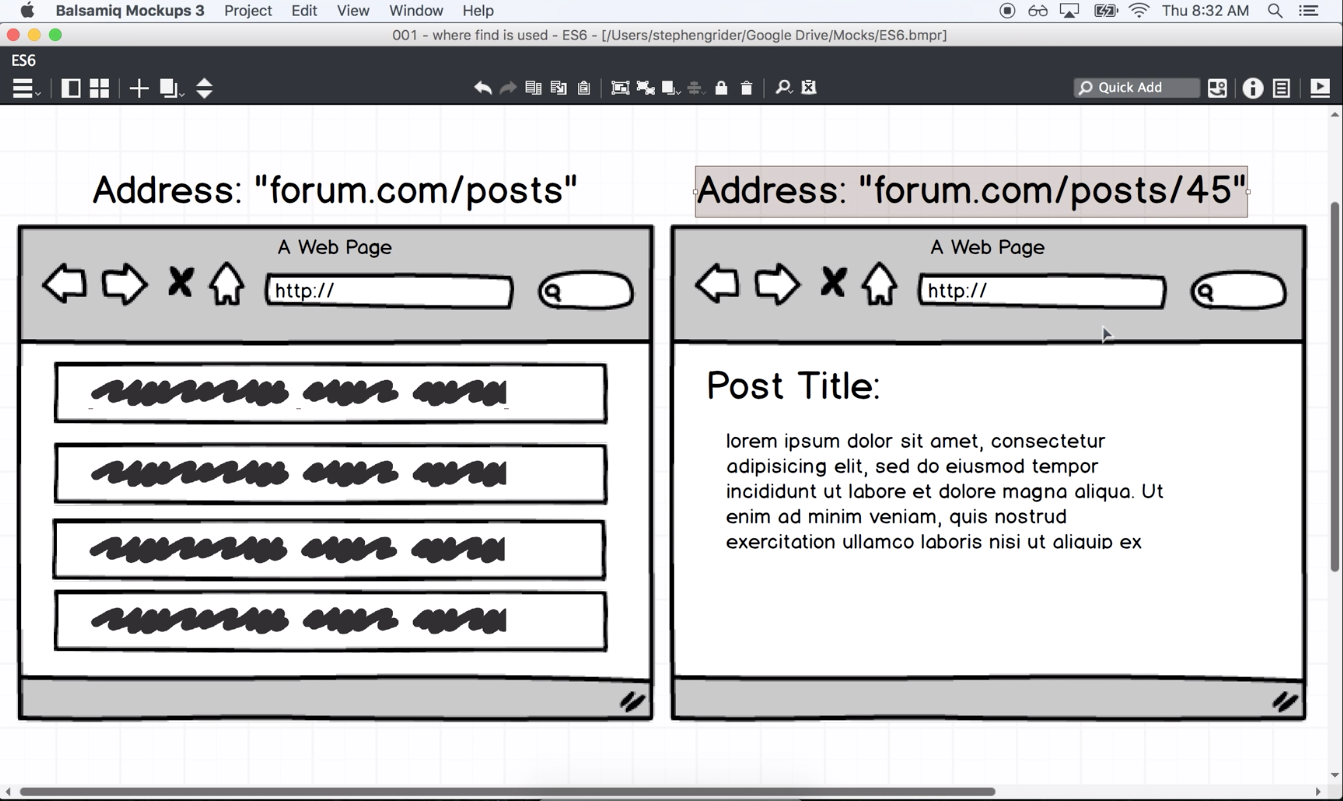 Balsamiq Mockups 3 Project Edit View Window Help Thu 8:32 AM
001 - where find is used - ES6 - [/Users/stephengrider/Google Drive/Mocks/ES6.bmpr]
ES6
Quick Add
Address: "forum.com/posts"
A Web Page
http://
Address: "forum.com/posts/45"
A Web Page
http://
Post Title:
lorem ipsum dolor sit amet, consectetur
adipisicing elit, sed do eiusmod tempor
incididunt ut labore et dolore magna aliqua. Ut
enim ad minim veniam, quis nostrud
exercitation ullamco laboris nisi ut aliquip ex